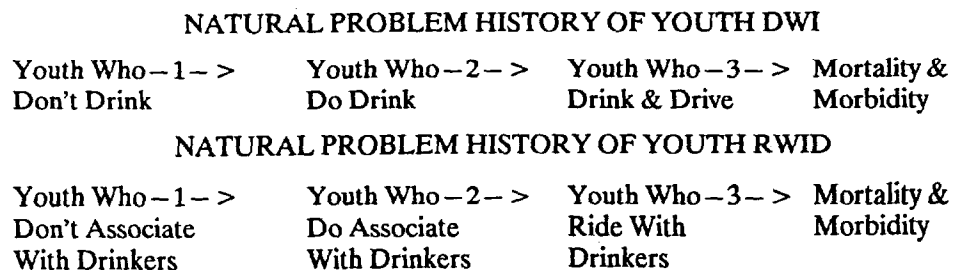 NATURAL PROBLEM HISTORY OF YOUTH DWI
Youth Who–1– > Youth Who–2– > Youth Who–3– > Mortality &
Don't Drink Do Drink Drink & Drive Morbidity
NATURAL PROBLEM HISTORY OF YOUTH RWID
Youth Who–1– > Youth Who–2– > Youth Who–3– > Mortality &
Don't Associate Do Associate Ride With Morbidity
With Drinkers With Drinkers Drinkers